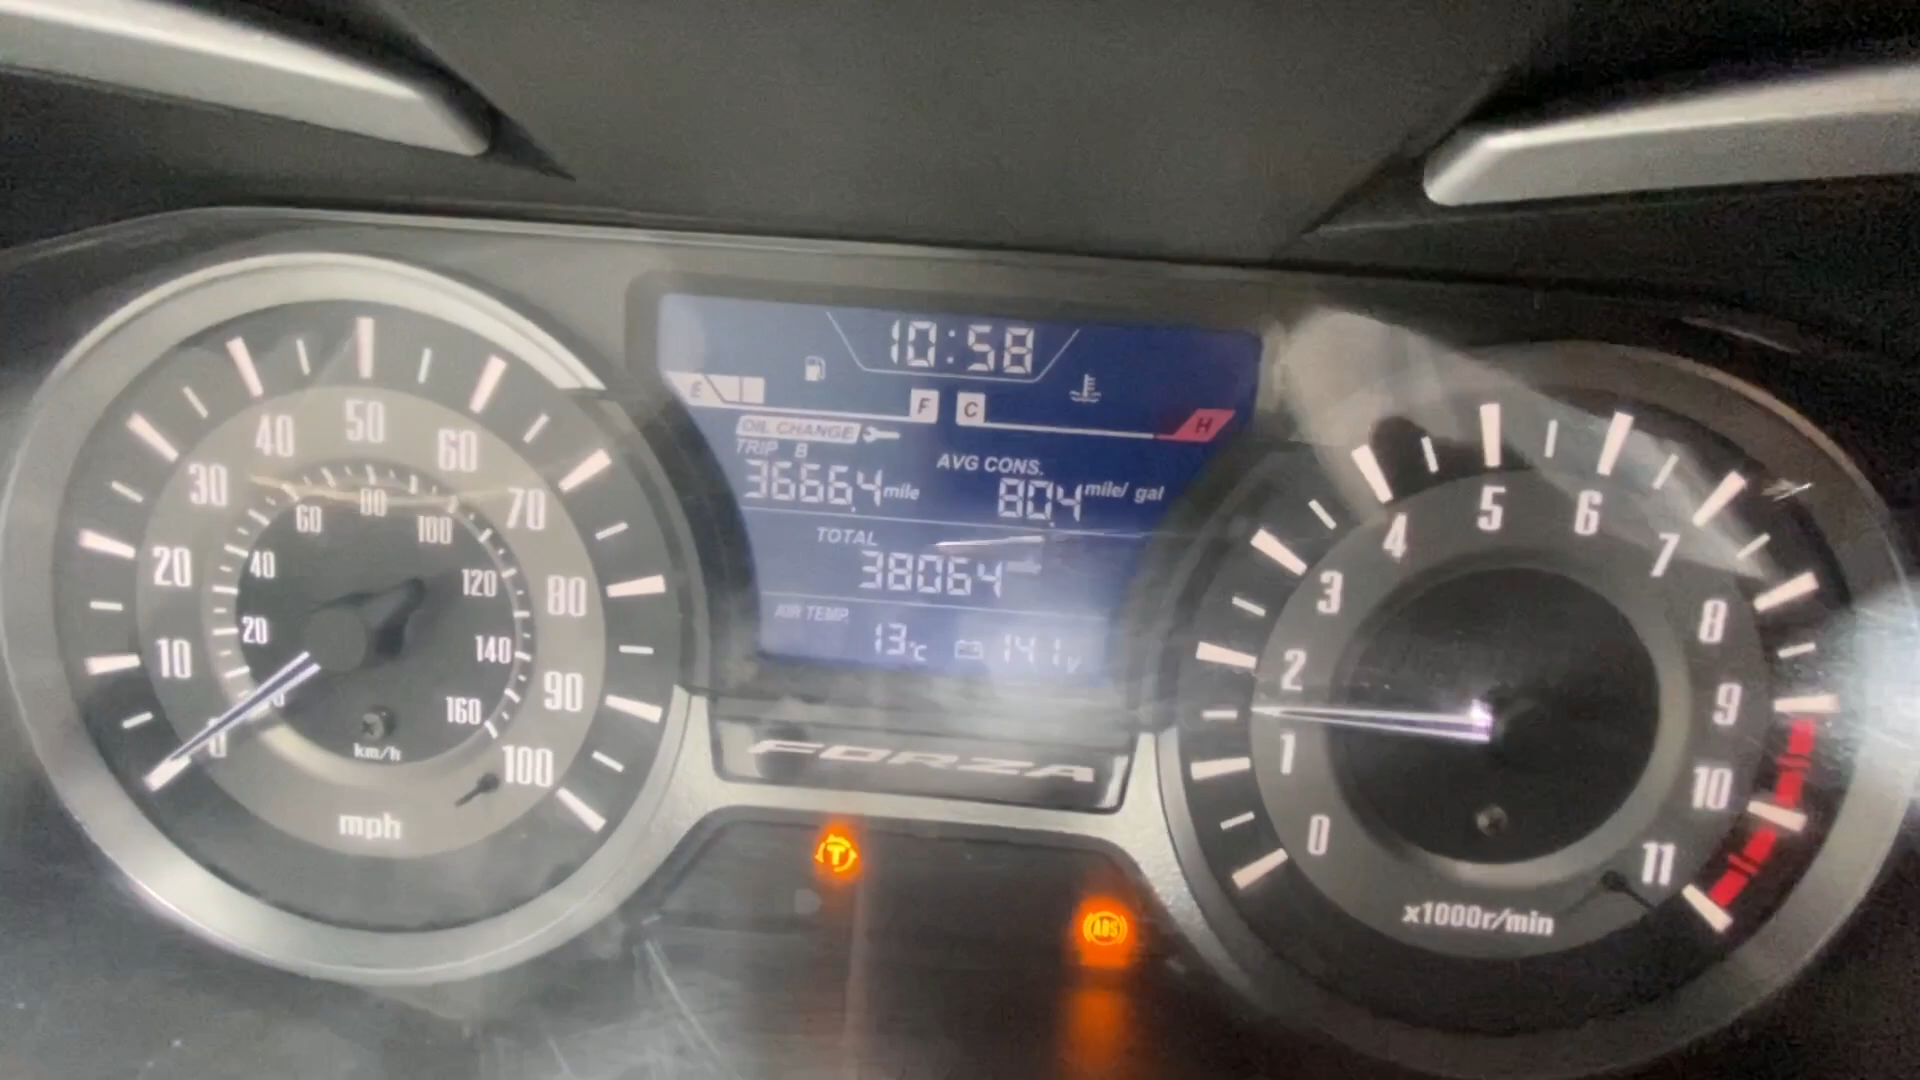 10:58
E
F
C
H
OIL CHANGE
TRIP B
AVG CONS.
3666.4 mile
80.4 mile/ gal
TOTAL
38064
AIR TEMP.
13°C
14.1V
FORZA
0
10
20
30
40
50
60
70
80
90
100
mph
20
40
60
80
100
120
140
160
km/h
0
1
2
3
4
5
6
7
8
9
10
11
x1000r/min
T
ABS